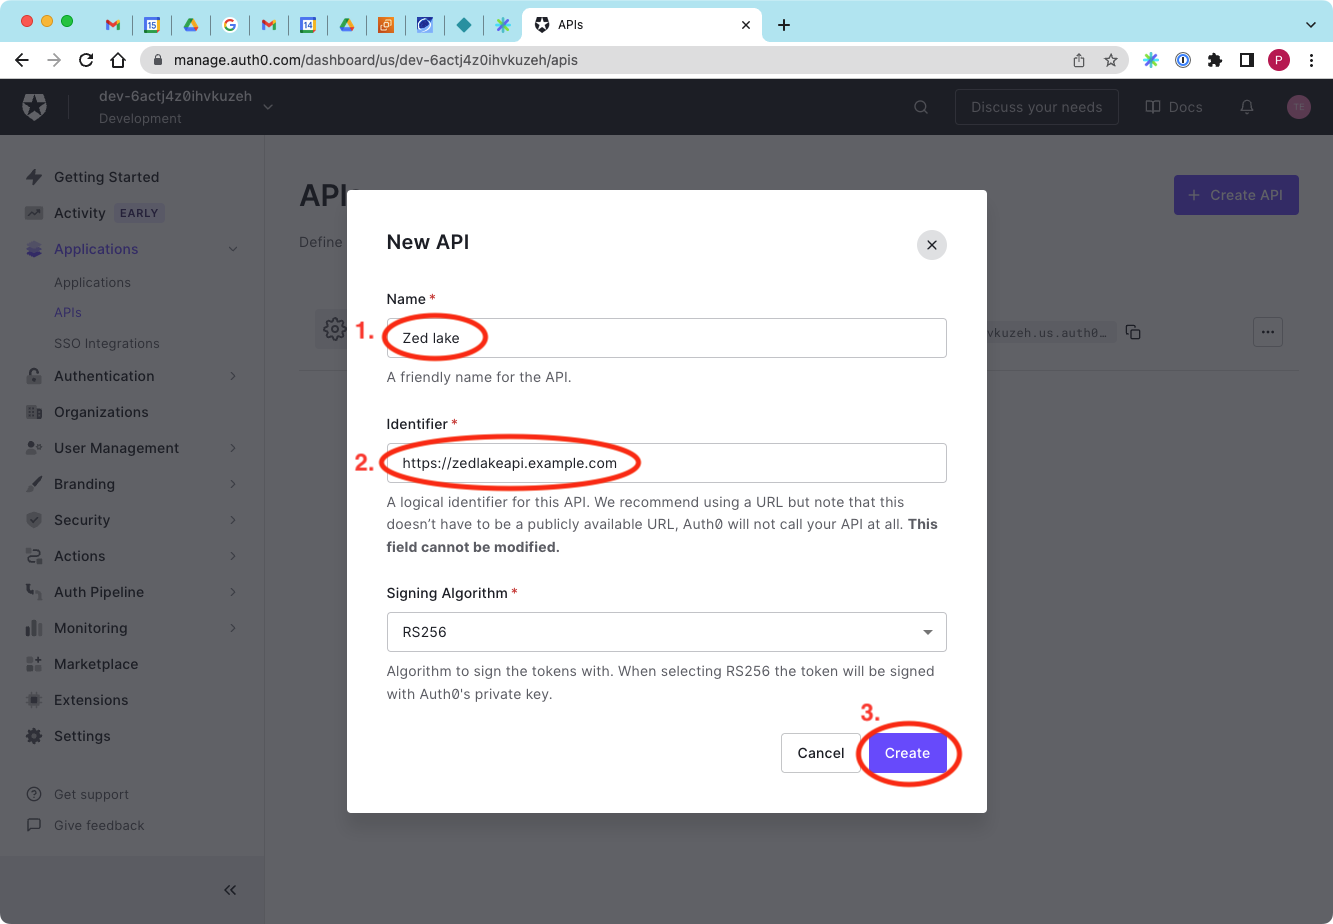 15
14
APIs
manage.auth0.com/dashboard/us/dev-6actj4z0ihvkuzeh/apis
P
dev-6actj4z0ihvkuzeh
Development
Discuss your needs
Docs
TE
Getting Started
Activity EARLY
Applications
Applications
APIs
SSO Integrations
Authentication
Organizations
User Management
Branding
Security
Actions
Auth Pipeline
Monitoring
Marketplace
Extensions
Settings
Get support
Give feedback
+ Create API
Define
vkuzeh.us.auth0…
New API
Name *
1. Zed lake
A friendly name for the API.
Identifier *
2. https://zedlakeapi.example.com
A logical identifier for this API. We recommend using a URL but note that this
doesn’t have to be a publicly available URL, Auth0 will not call your API at all. This
field cannot be modified.
Signing Algorithm *
RS256
Algorithm to sign the tokens with. When selecting RS256 the token will be signed
with Auth0's private key.
3.
Cancel
Create